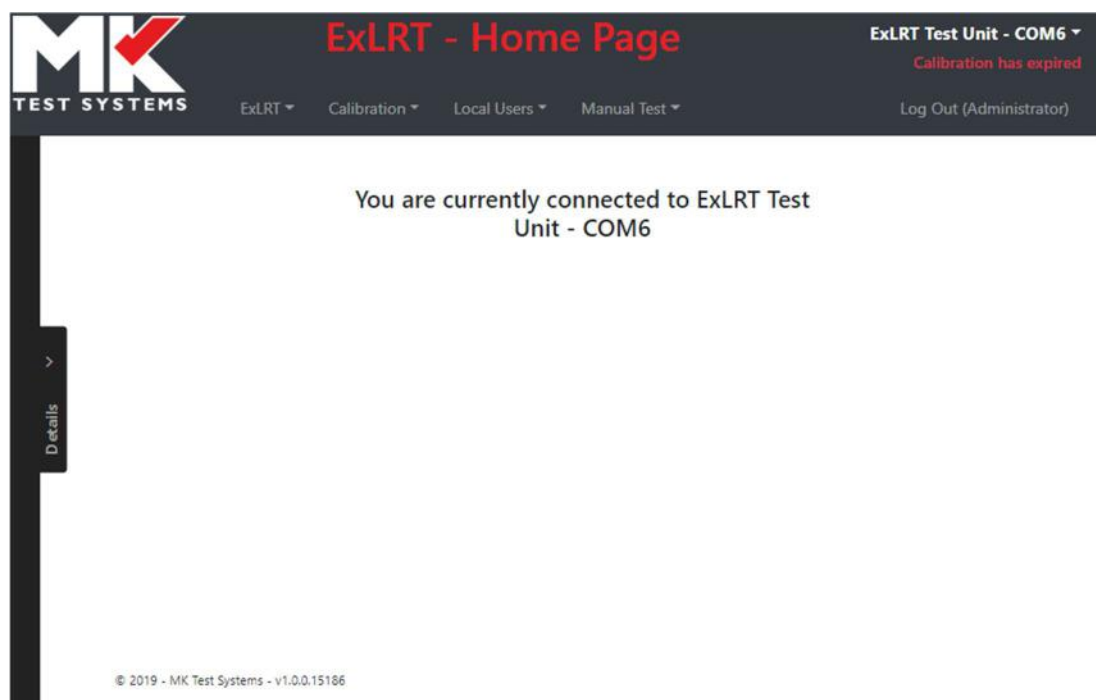 MK
TEST SYSTEMS
ExLRT - Home Page
ExLRT Test Unit - COM6
Calibration has expired
ExLRT Calibration Local Users Manual Test Log Out (Administrator)
You are currently connected to ExLRT Test
Unit - COM6
Details
© 2019 - MK Test Systems - v1.0.0.15186